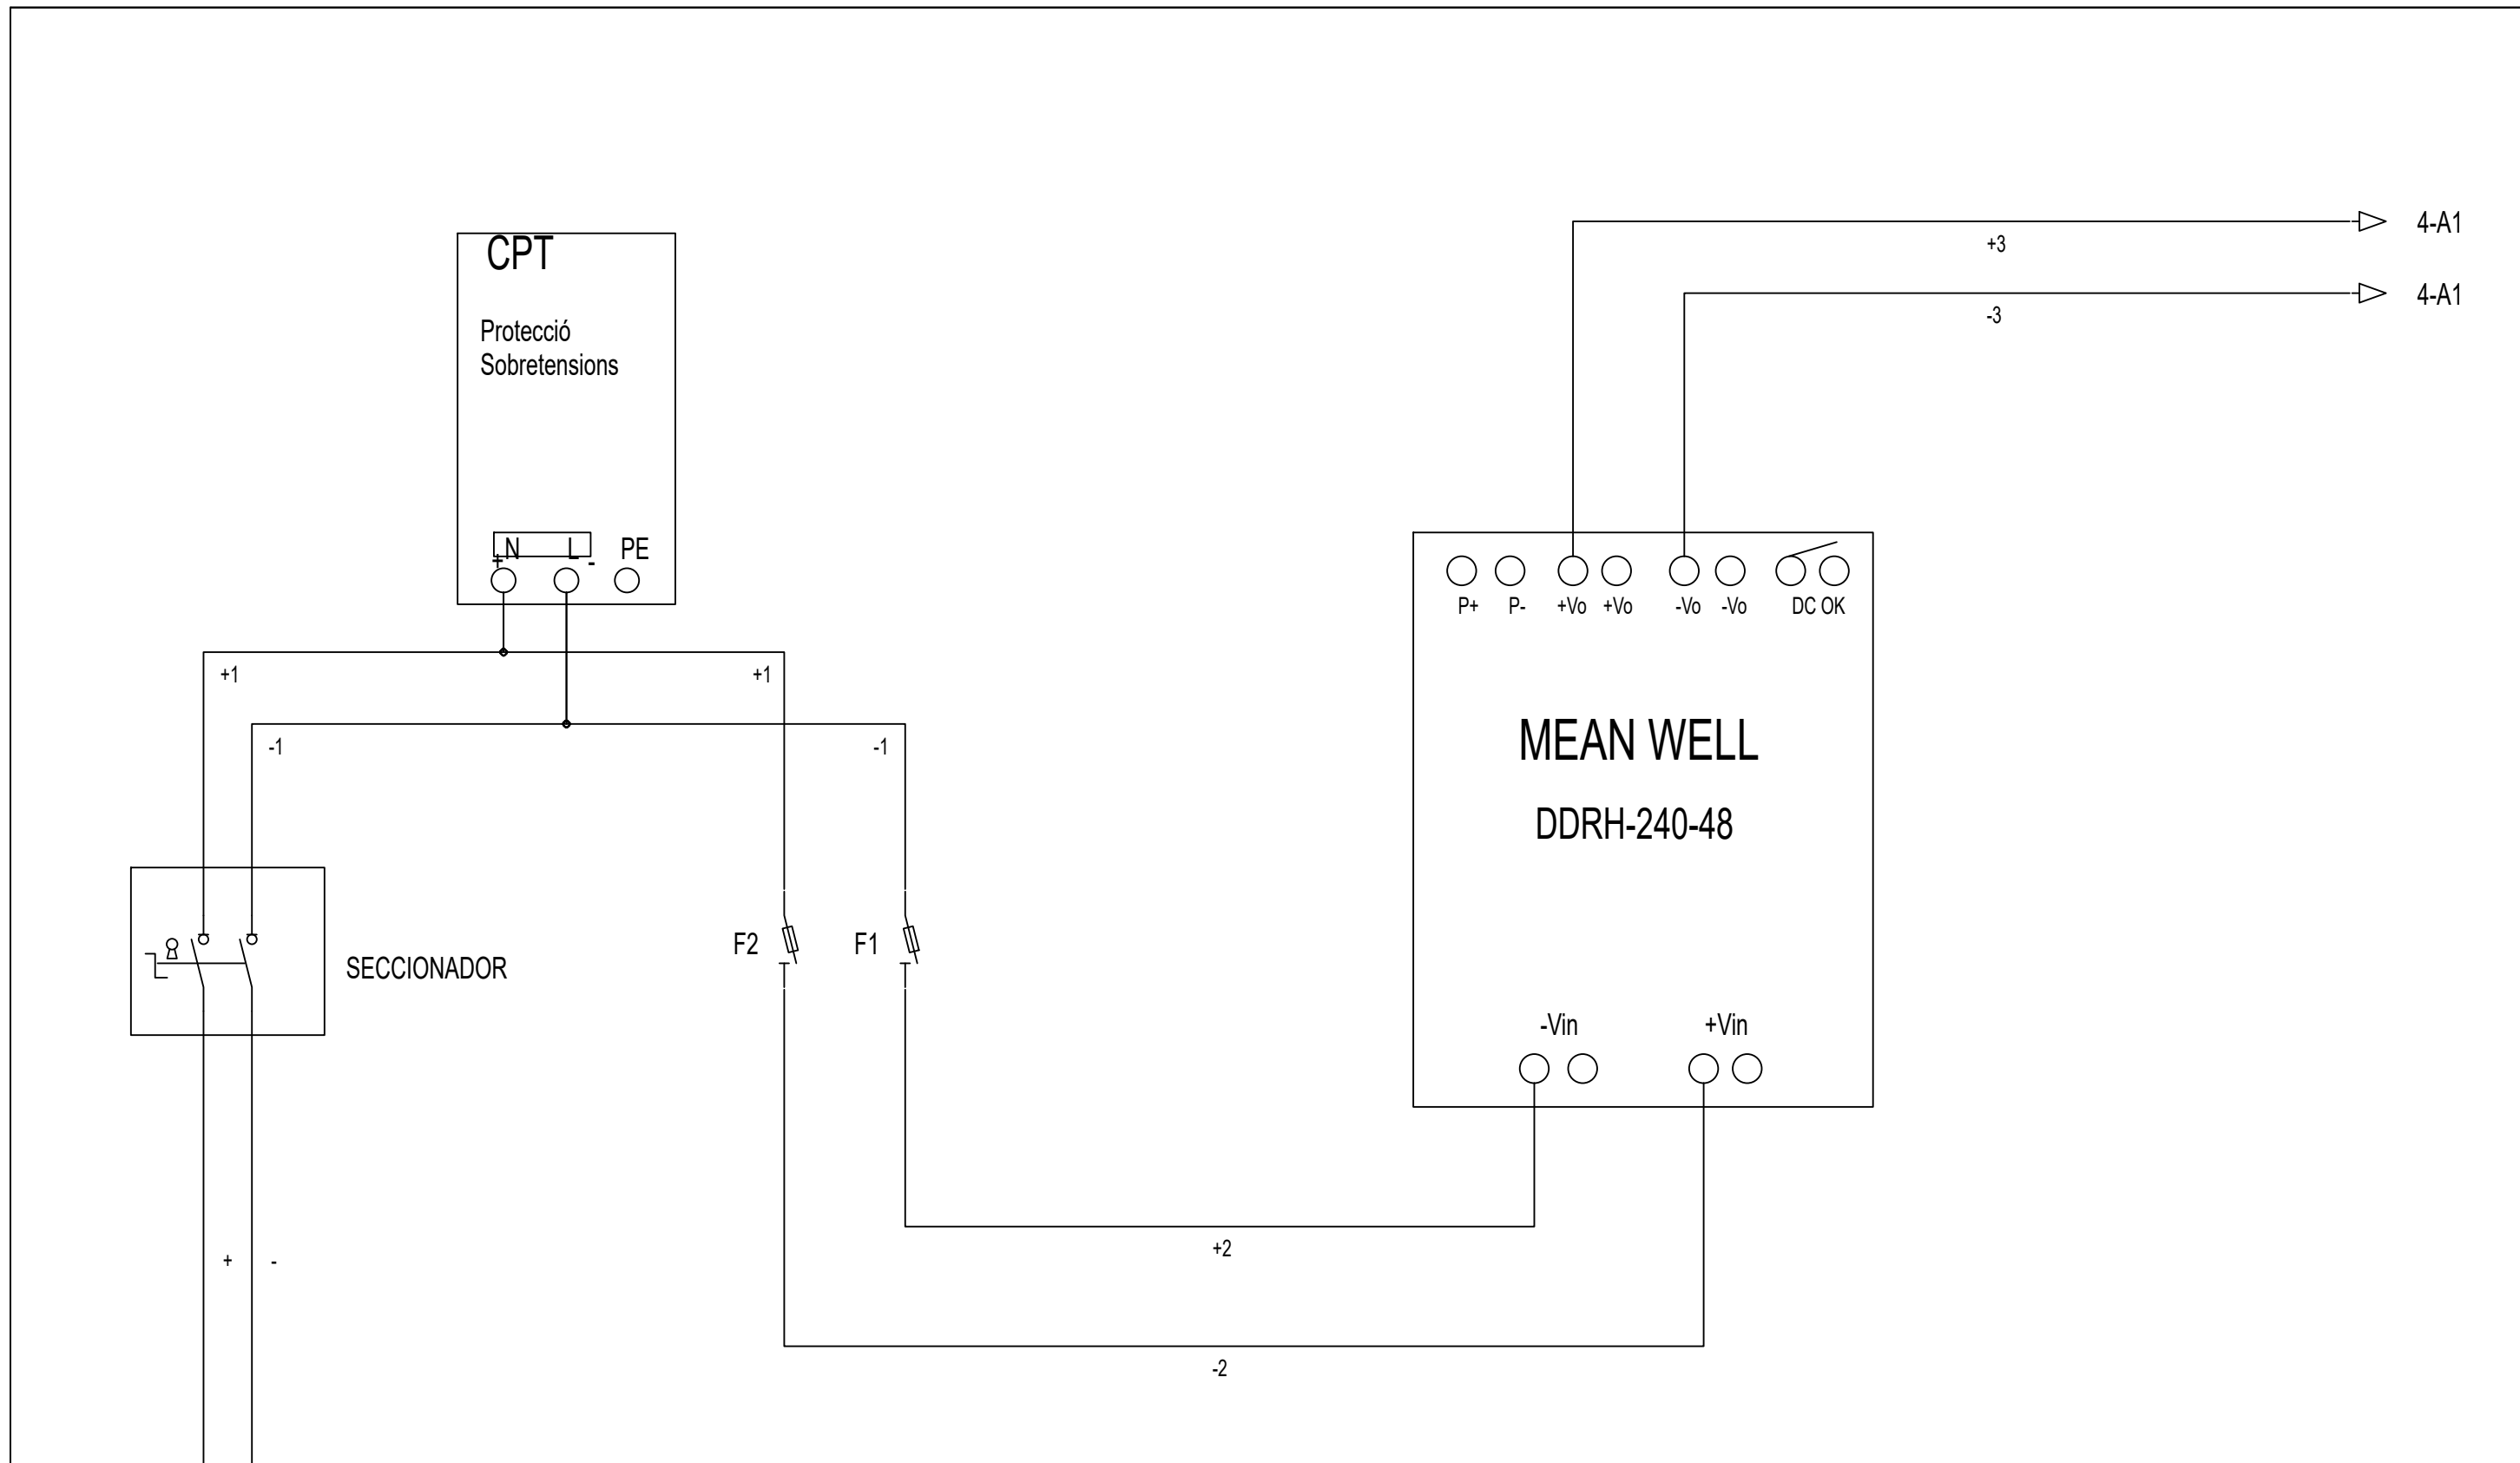 4-A1
+3
4-A1
-3
CPT
Protecció
Sobretensions
N L PE
+ -
P+ P- +Vo +Vo -Vo -Vo DC OK
+1 +1
-1 -1
MEAN WELL
DDRH-240-48
F2 F1
SECCIONADOR
-Vin +Vin
+ -
+2
-2